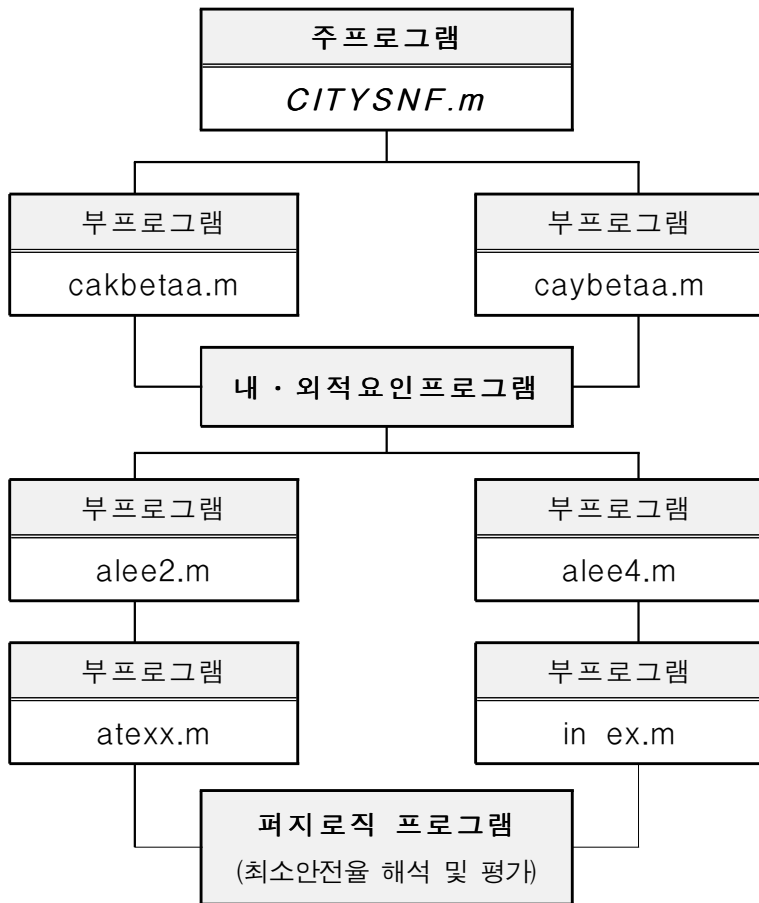 주프로그램
CITYSNF.m
부프로그램
cakbetaa.m
부프로그램
caybetaa.m
내·외적요인프로그램
부프로그램
alee2.m
부프로그램
alee4.m
부프로그램
atexx.m
부프로그램
in ex.m
퍼지로직 프로그램
(최소안전율 해석 및 평가)